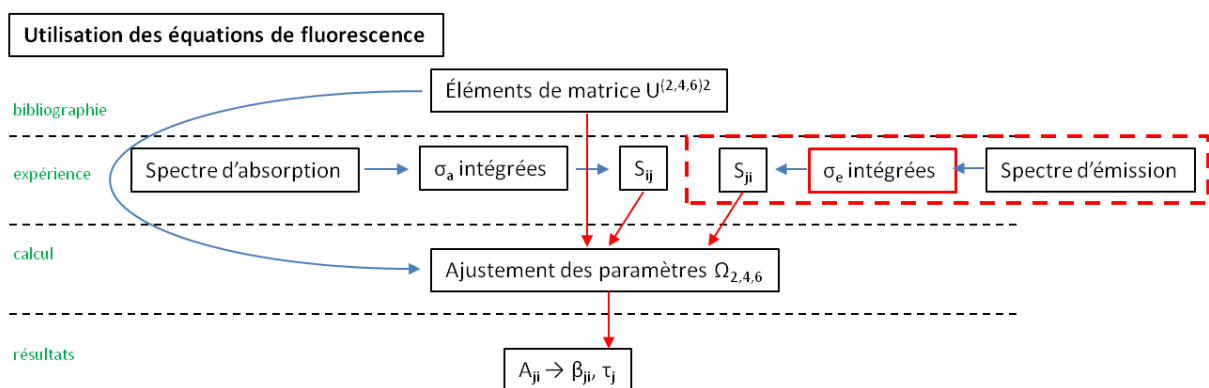 Utilisation des équations de fluorescence
bibliographie
Éléments de matrice U(2,4,6)2
expérience
Spectre d’absorption
σa intégrées
Sij
Sji
σe intégrées
Spectre d’émission
calcul
Ajustement des paramètres Ω2,4,6
résultats
Aji → βji, τj